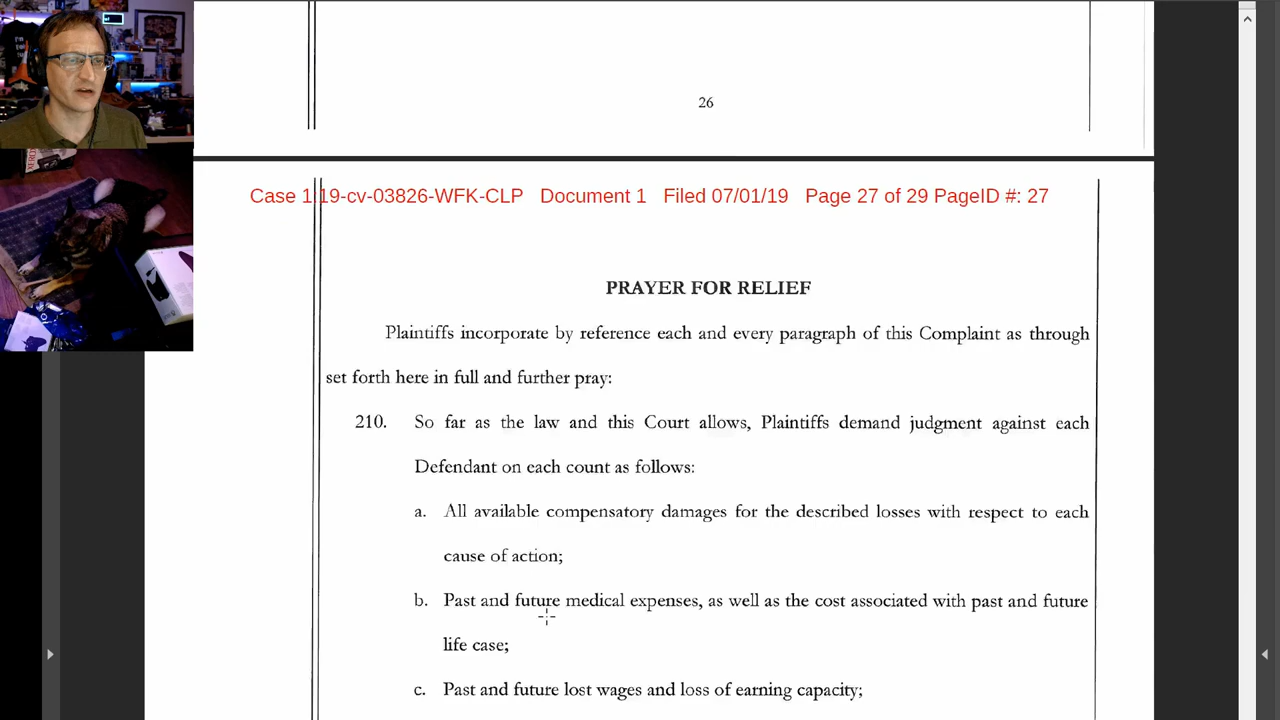 26
Case 1:19-cv-03826-WFK-CLP Document 1 Filed 07/01/19 Page 27 of 29 PageID #: 27
PRAYER FOR RELIEF
Plaintiffs incorporate by reference each and every paragraph of this Complaint as through
set forth here in full and further pray:
210. So far as the law and this Court allows, Plaintiffs demand judgment against each
Defendant on each count as follows:
a. All available compensatory damages for the described losses with respect to each
cause of action;
b. Past and future medical expenses, as well as the cost associated with past and future
life case;
c. Past and future lost wages and loss of earning capacity;